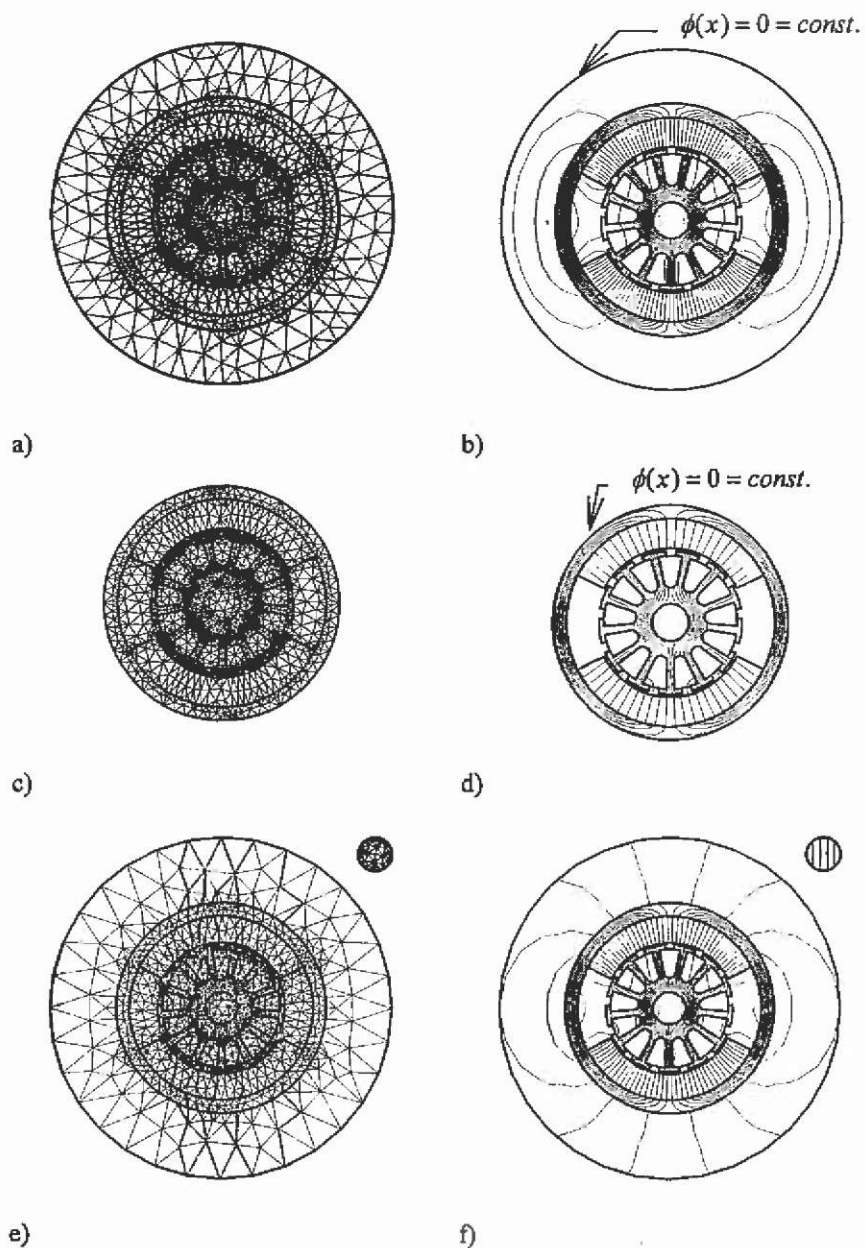 ϕ(x) = 0 = const.
a)
b)
ϕ(x) = 0 = const.
c)
d)
e)
f)